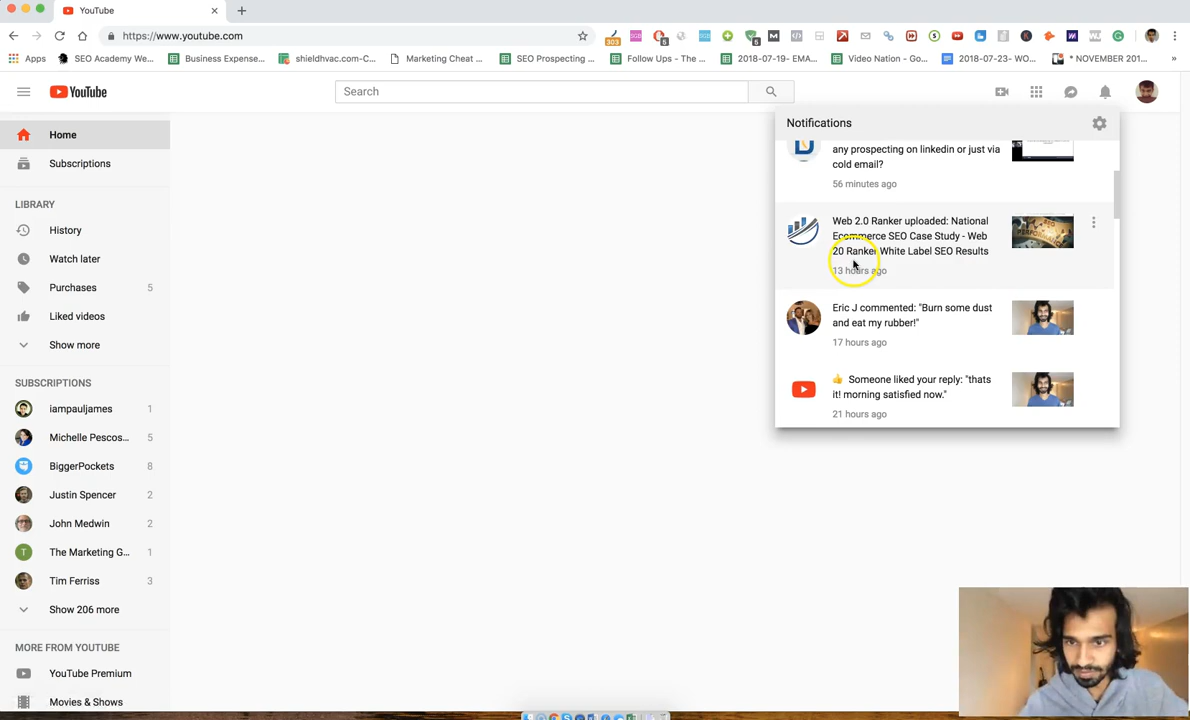 YouTube
https://www.youtube.com
303
5
5
Apps
SEO Academy We...
Business Expense...
shieldhvac.com-C...
Marketing Cheat ...
SEO Prospecting ...
Follow Ups - The ...
2018-07-19- EMA...
Video Nation - Go...
2018-07-23- WO...
* NOVEMBER 201...
»
YouTube
Search
Notifications
any prospecting on linkedin or just via
cold email?
56 minutes ago
Web 2.0 Ranker uploaded: National
Ecommerce SEO Case Study - Web
20 Ranker White Label SEO Results
13 hours ago
Eric J commented: "Burn some dust
and eat my rubber!"
17 hours ago
👍 Someone liked your reply: "thats
it! morning satisfied now."
21 hours ago
Home
Subscriptions
LIBRARY
History
Watch later
Purchases 5
Liked videos
Show more
SUBSCRIPTIONS
iampauljames 1
Michelle Pescos... 5
BiggerPockets 8
Justin Spencer 2
John Medwin 2
T The Marketing G... 1
Tim Ferriss 3
Show 206 more
MORE FROM YOUTUBE
YouTube Premium
Movies & Shows